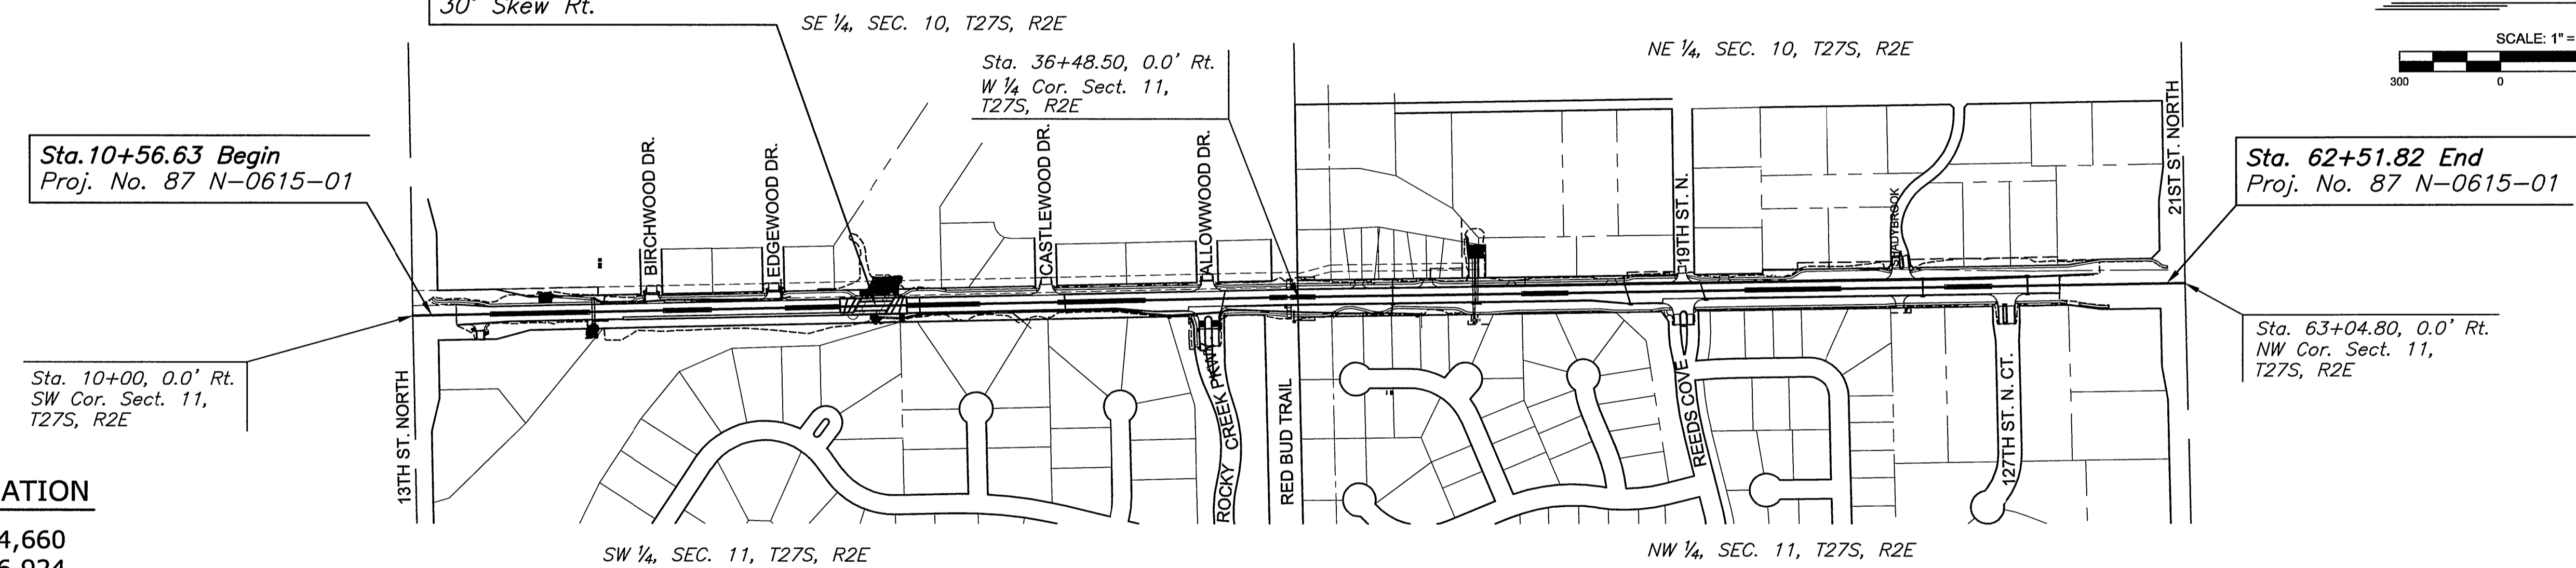 30' Skew Rt.
SE ¼, SEC. 10, T27S, R2E
NE ¼, SEC. 10, T27S, R2E
SCALE: 1" =
300
0
Sta. 36+48.50, 0.0' Rt.
W ¼ Cor. Sect. 11,
T27S, R2E
Sta.10+56.63 Begin
Proj. No. 87 N-0615-01
Sta. 62+51.82 End
Proj. No. 87 N-0615-01
BIRCHWOOD DR.
EDGEWOOD DR.
CASTLEWOOD DR.
TALLOWWOOD DR.
19TH ST. N.
SHADYBROOK
21ST ST. NORTH
Sta. 10+00, 0.0' Rt.
SW Cor. Sect. 11,
T27S, R2E
13TH ST. NORTH
ROCKY CREEK PKWY
RED BUD TRAIL
REEDS COVE
127TH ST. N. CT.
Sta. 63+04.80, 0.0' Rt.
NW Cor. Sect. 11,
T27S, R2E
ATION
4,660
6,924
SW ¼, SEC. 11, T27S, R2E
NW ¼, SEC. 11, T27S, R2E